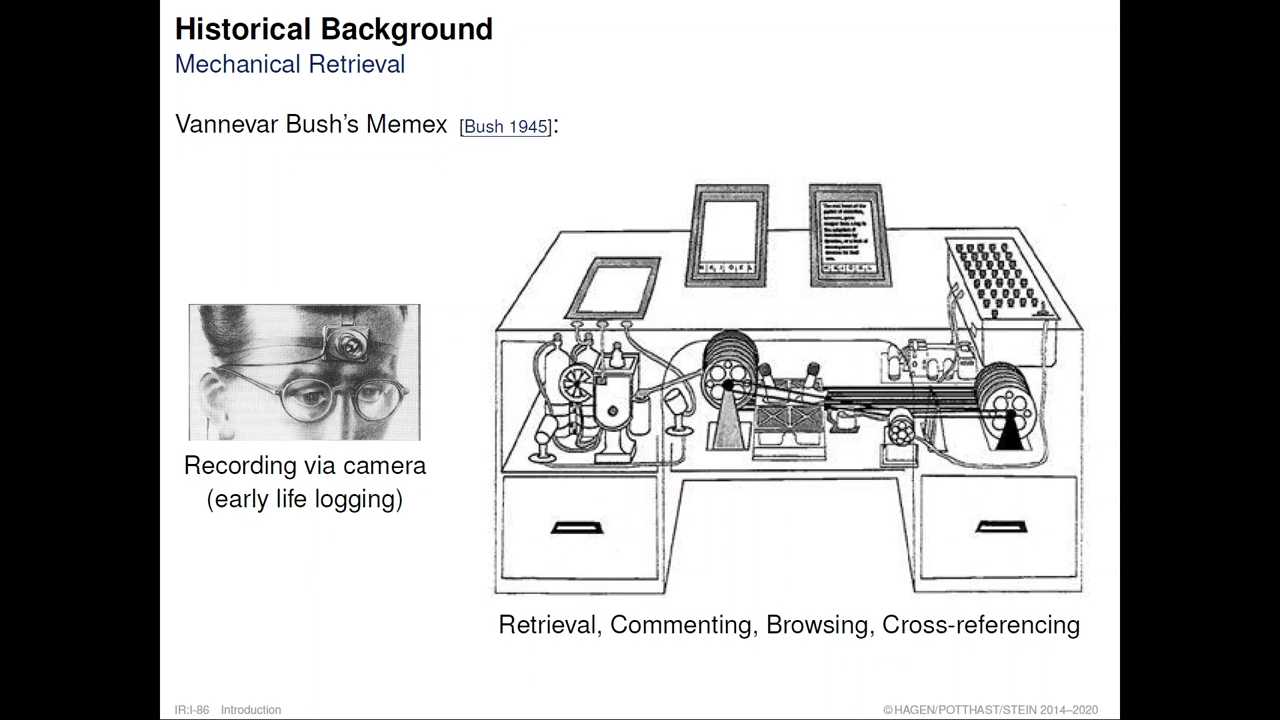 Historical Background
Mechanical Retrieval
Vannevar Bush's Memex [Bush 1945]:
Recording via camera
(early life logging)
Retrieval, Commenting, Browsing, Cross-referencing
IR:I-86 Introduction
©HAGEN/POTTHAST/STEIN 2014–2020